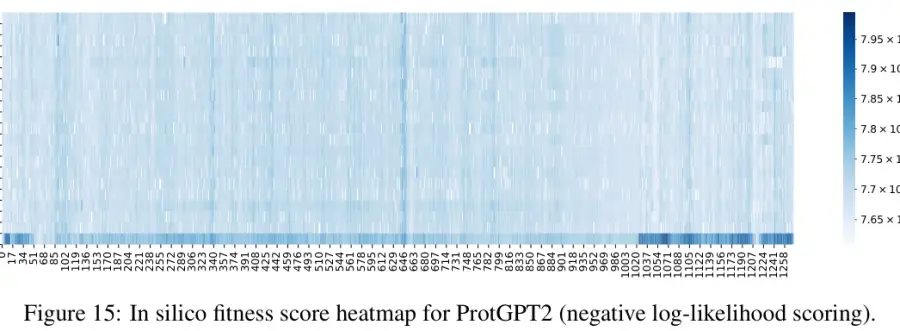 7.95 × 1
7.9 × 10
7.85 × 1
7.8 × 10
7.75 × 1
7.7 × 10
7.65 × 1
0 17 34 51 68 85 102 119 136 153 170 187 204 221 238 255 272 289 306 323 340 357 374 391 408 425 442 459 476 493 510 527 544 561 578 595 612 629 646 663 680 697 714 731 748 765 782 799 816 833 850 867 884 901 918 935 952 969 986 1003 1020 1037 1054 1071 1088 1105 1122 1139 1156 1173 1190 1207 1224 1241 1258
Figure 15: In silico fitness score heatmap for ProtGPT2 (negative log-likelihood scoring).